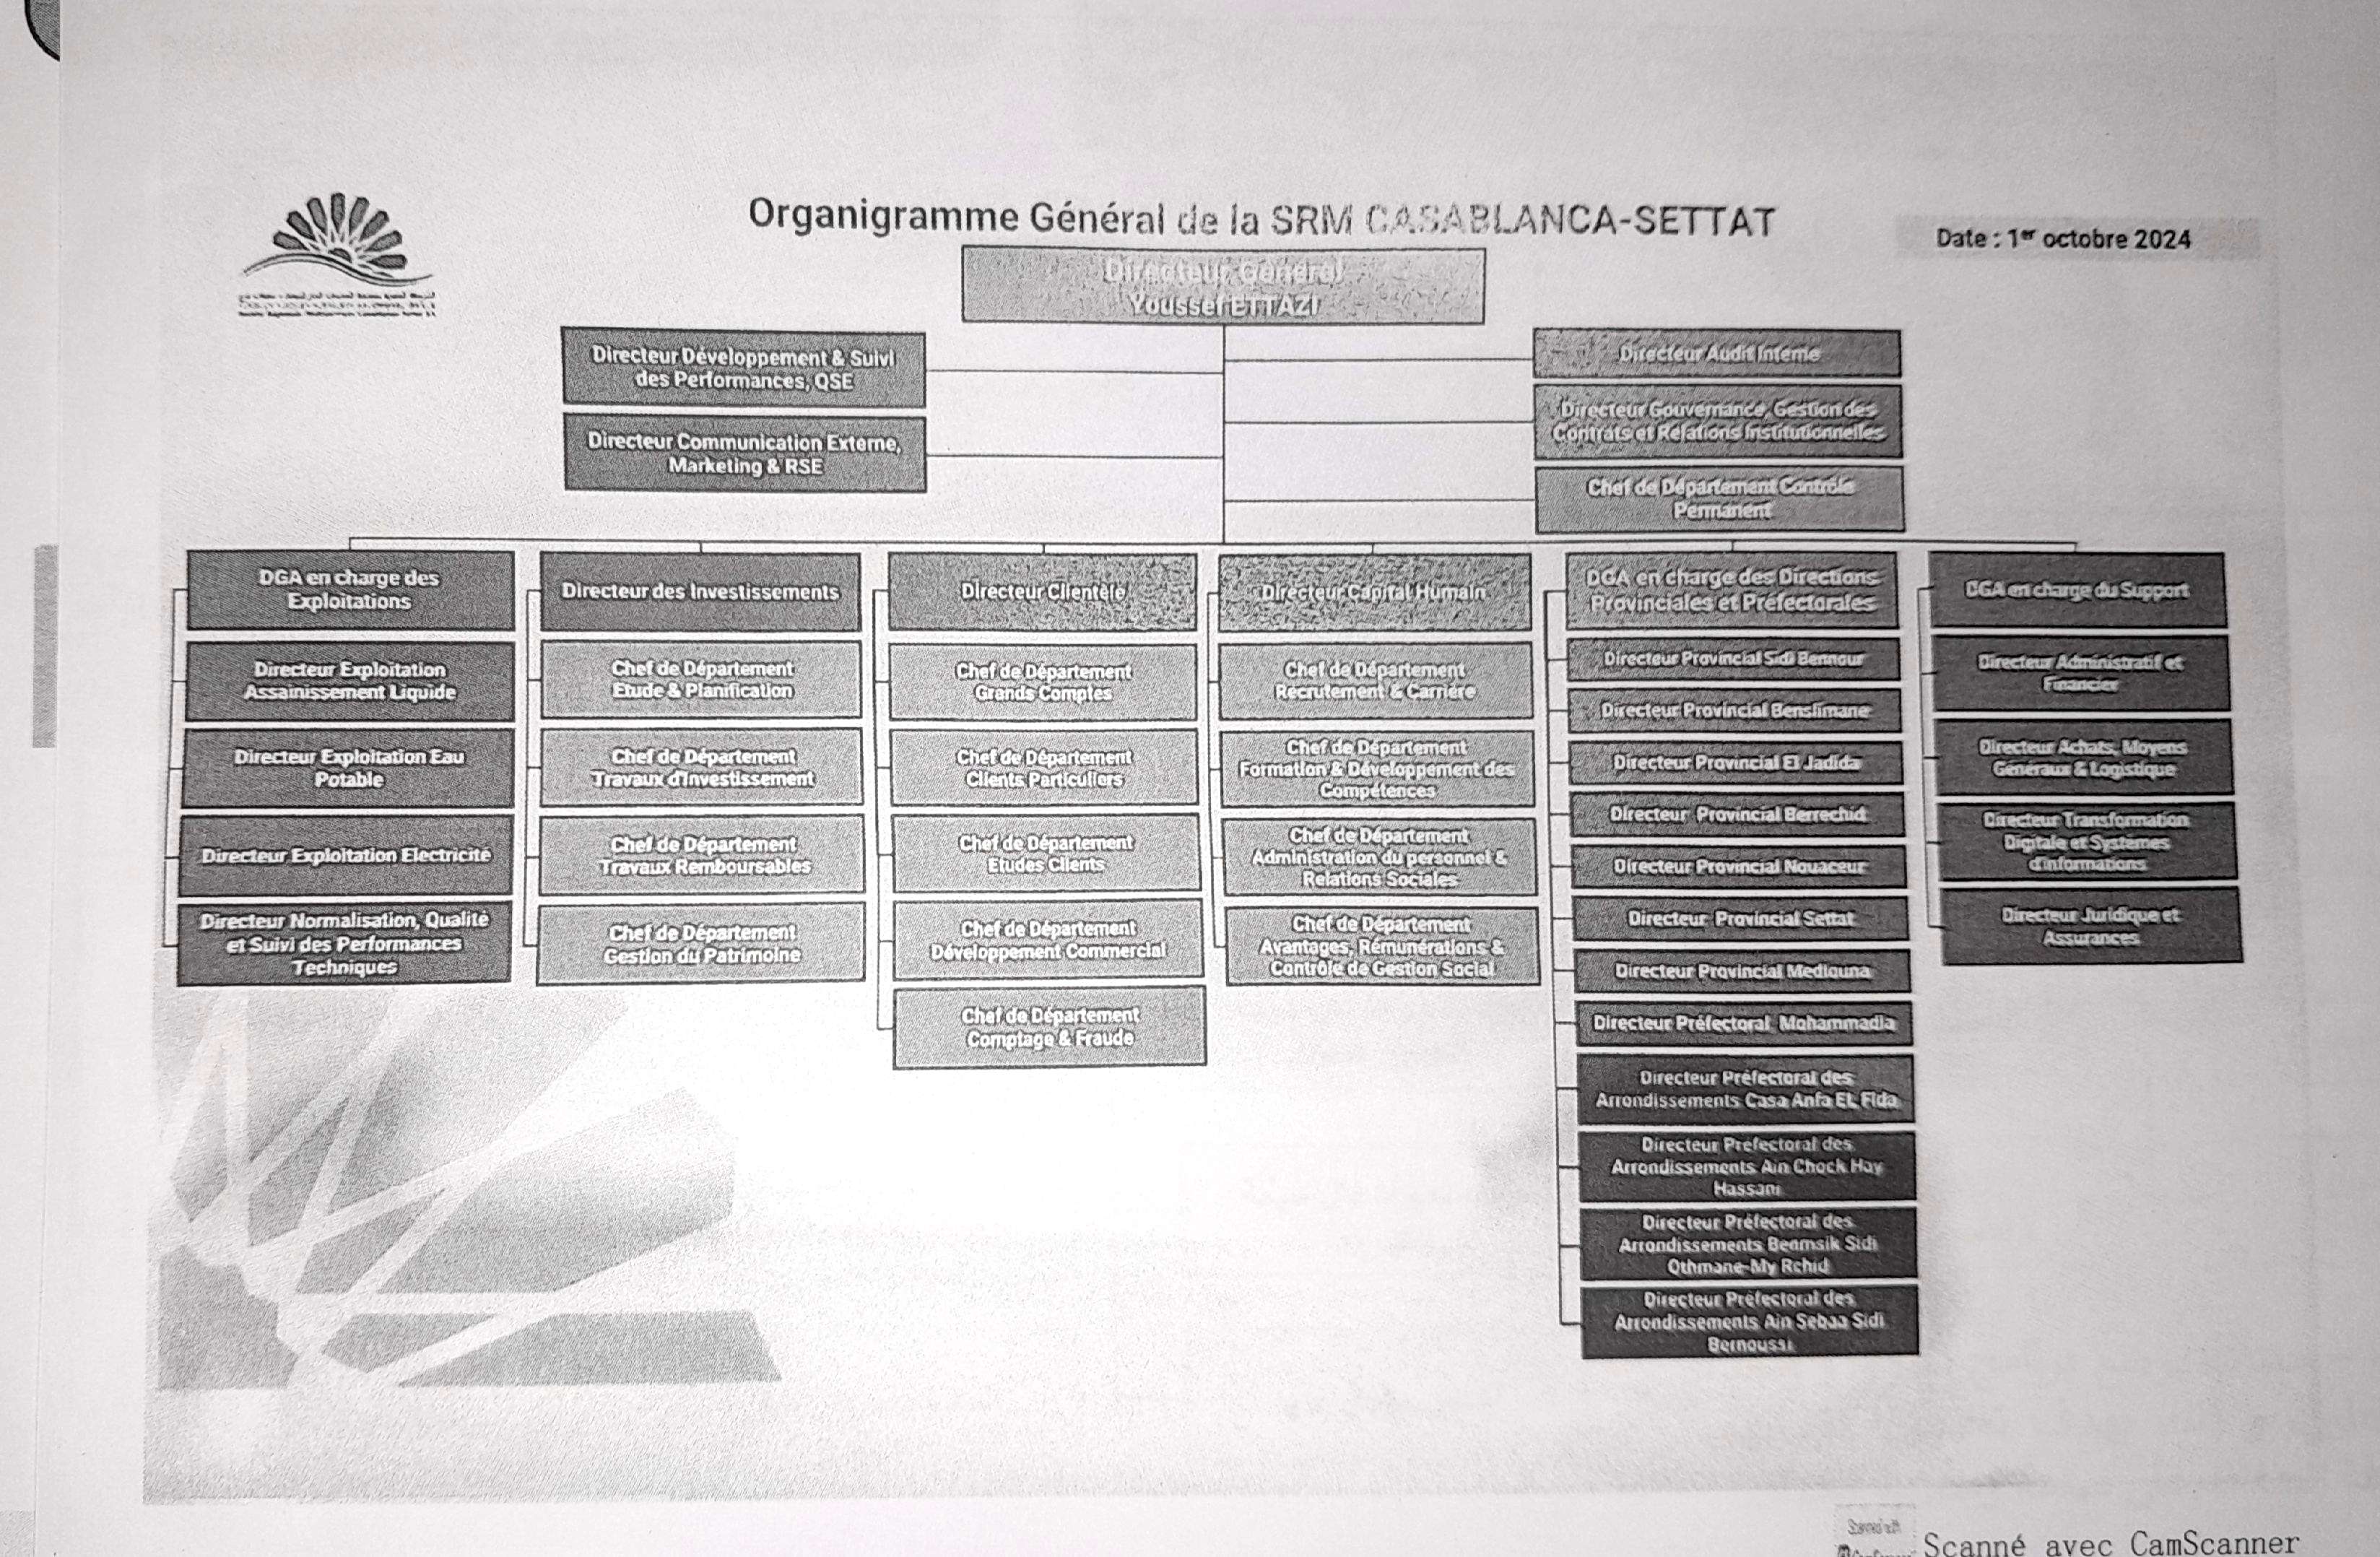 Organigramme Général de la SRM CASABLANCA-SETTAT
Date : 1er octobre 2024
Directeur Général
Youssef ETTAZI
Directeur Développement & Suivi
des Performances, QSE
Directeur Communication Externe,
Marketing & RSE
Directeur Audit Interne
Directeur Gouvernance, Gestion des
Contrats et Relations Institutionnelles
Chef de Département Contrôle
Permanent
DGA en charge des
Exploitations
Directeur Exploitation
Assainissement Liquide
Directeur Exploitation Eau
Potable
Directeur Exploitation Electricité
Directeur Normalisation, Qualité
et Suivi des Performances
Techniques
Directeur des Investissements
Chef de Département
Etude & Planification
Chef de Département
Travaux d'Investissement
Chef de Département
Travaux Remboursables
Chef de Département
Gestion du Patrimoine
Directeur Clientèle
Chef de Département
Grands Comptes
Chef de Département
Clients Particuliers
Chef de Département
Etudes Clients
Chef de Département
Développement Commercial
Chef de Département
Comptage & Fraude
Directeur Capital Humain
Chef de Département
Recrutement & Carrière
Chef de Département
Formation & Développement des
Compétences
Chef de Département
Administration du personnel &
Relations Sociales
Chef de Département
Avantages, Rémunérations &
Contrôle de Gestion Social
DGA en charge des Directions
Provinciales et Préfectorales
Directeur Provincial Sidi Bennour
Directeur Provincial Benslimane
Directeur Provincial El Jadida
Directeur Provincial Berrechid
Directeur Provincial Nouaceur
Directeur Provincial Settat
Directeur Provincial Mediouna
Directeur Préfectoral Mohammadia
Directeur Préfectoral des
Arrondissements Casa Anfa EL Fida
Directeur Préfectoral des
Arrondissements Ain Chock Hay
Hassani
Directeur Préfectoral des
Arrondissements Benmsik Sidi
Othmane-My Rchid
Directeur Préfectoral des
Arrondissements Ain Sebaa Sidi
Bernoussi
DGA en charge du Support
Directeur Administratif et
Financier
Directeur Achats, Moyens
Généraux & Logistique
Directeur Transformation
Digitale et Systèmes
d'Informations
Directeur Juridique et
Assurances
Scanné avec CamScanner